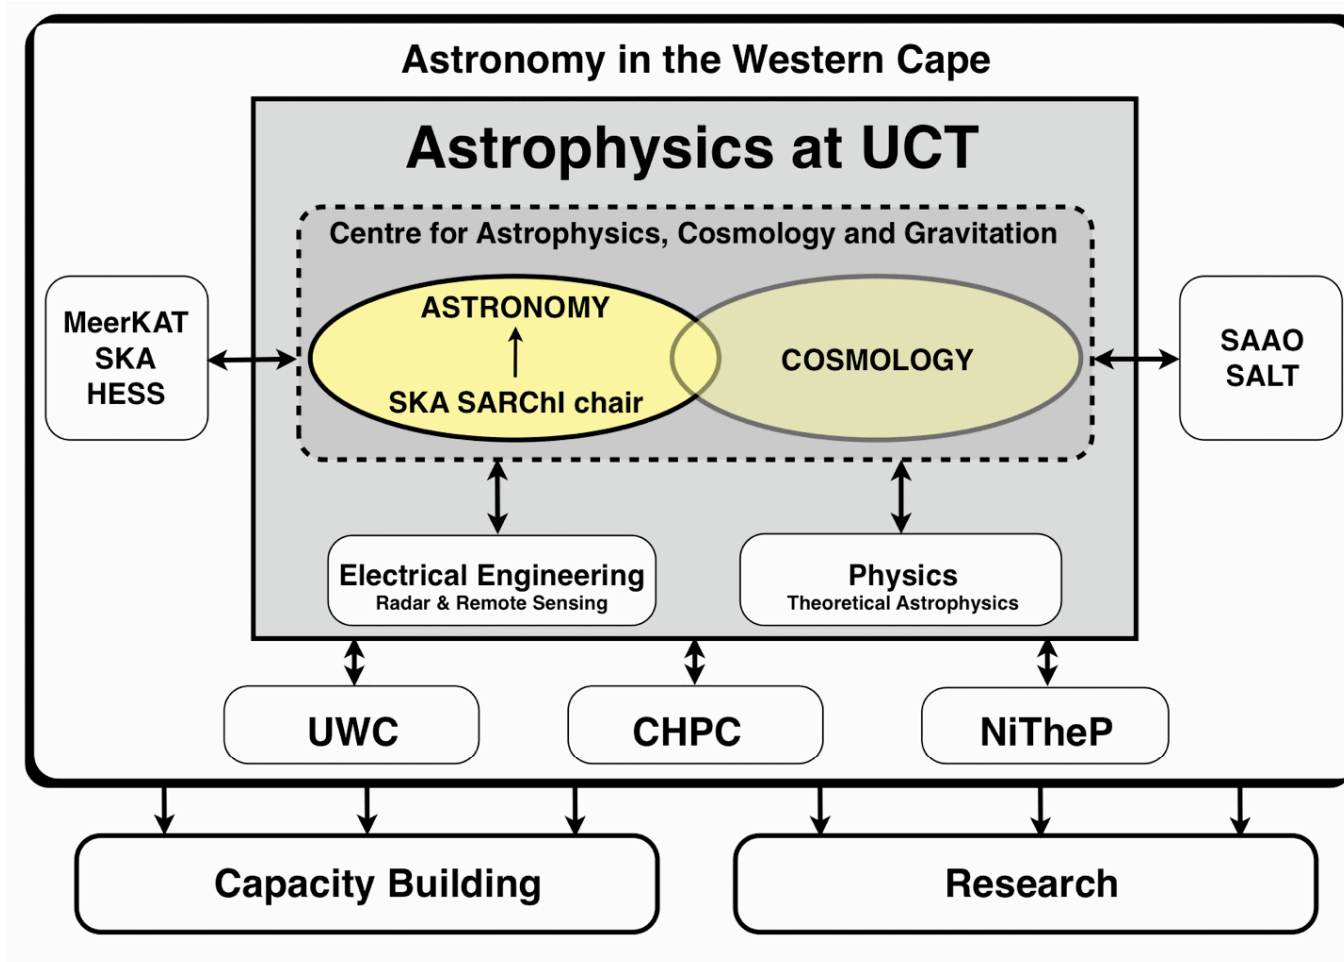 Astronomy in the Western Cape
Astrophysics at UCT
Centre for Astrophysics, Cosmology and Gravitation
ASTRONOMY
SKA SARChI chair
COSMOLOGY
MeerKAT
SKA
HESS
SAAO
SALT
Electrical Engineering
Radar & Remote Sensing
Physics
Theoretical Astrophysics
UWC
CHPC
NiTheP
Capacity Building
Research